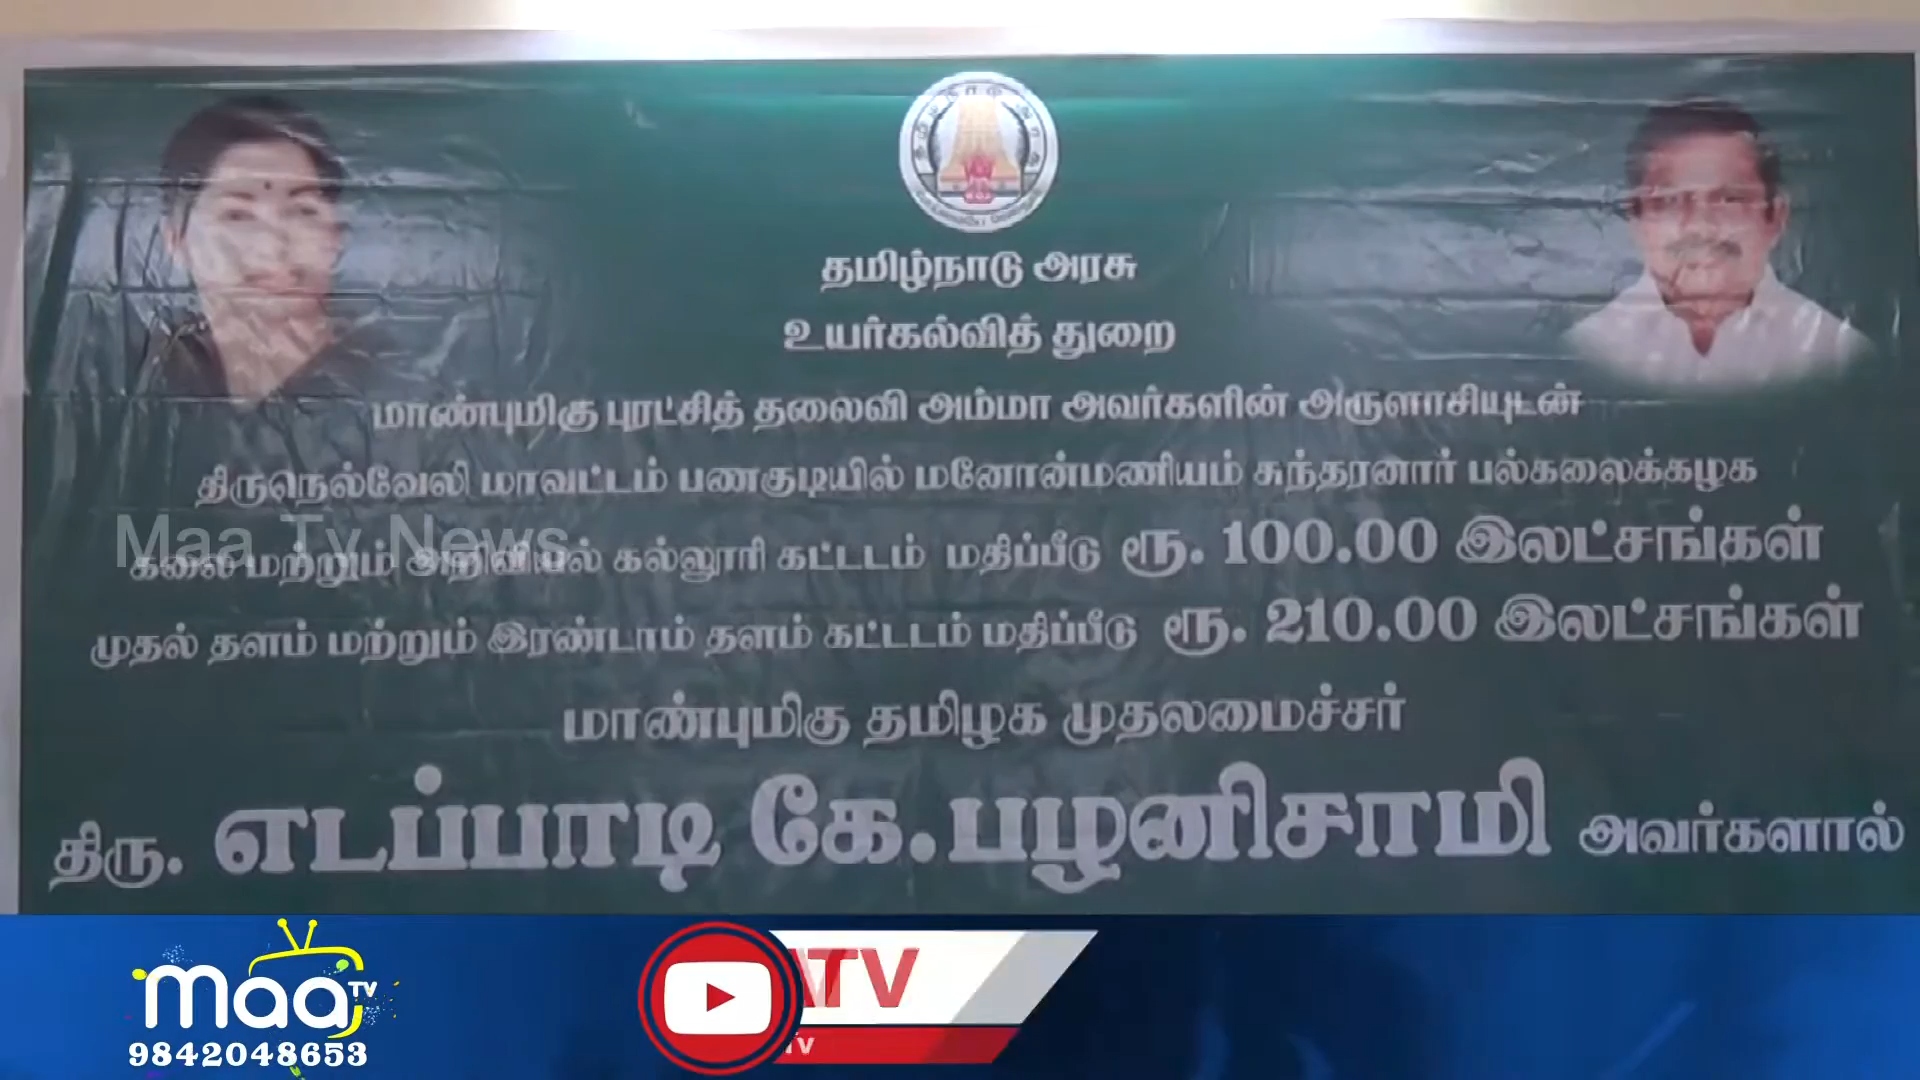 தமிழ்நாடு அரசு
உயர்கல்வித் துறை
மாண்புமிகு புரட்சித் தலைவி அம்மா அவர்களின் அருளாசியுடன்
திருநெல்வேலி மாவட்டம் பணகுடியில் மனோன்மணியம் சுந்தரனார் பல்கலைக்கழக
Maa Tv News
கலை மற்றும் அறிவியல் கல்லூரி கட்டடம் மதிப்பீடு ரூ. 100.00 இலட்சங்கள்
முதல் தளம் மற்றும் இரண்டாம் தளம் கட்டடம் மதிப்பீடு ரூ. 210.00 இலட்சங்கள்
மாண்புமிகு தமிழக முதலமைச்சர்
திரு. எடப்பாடி கே.பழனிசாமி அவர்களால்
maa TV
9842048653
ATV
TV